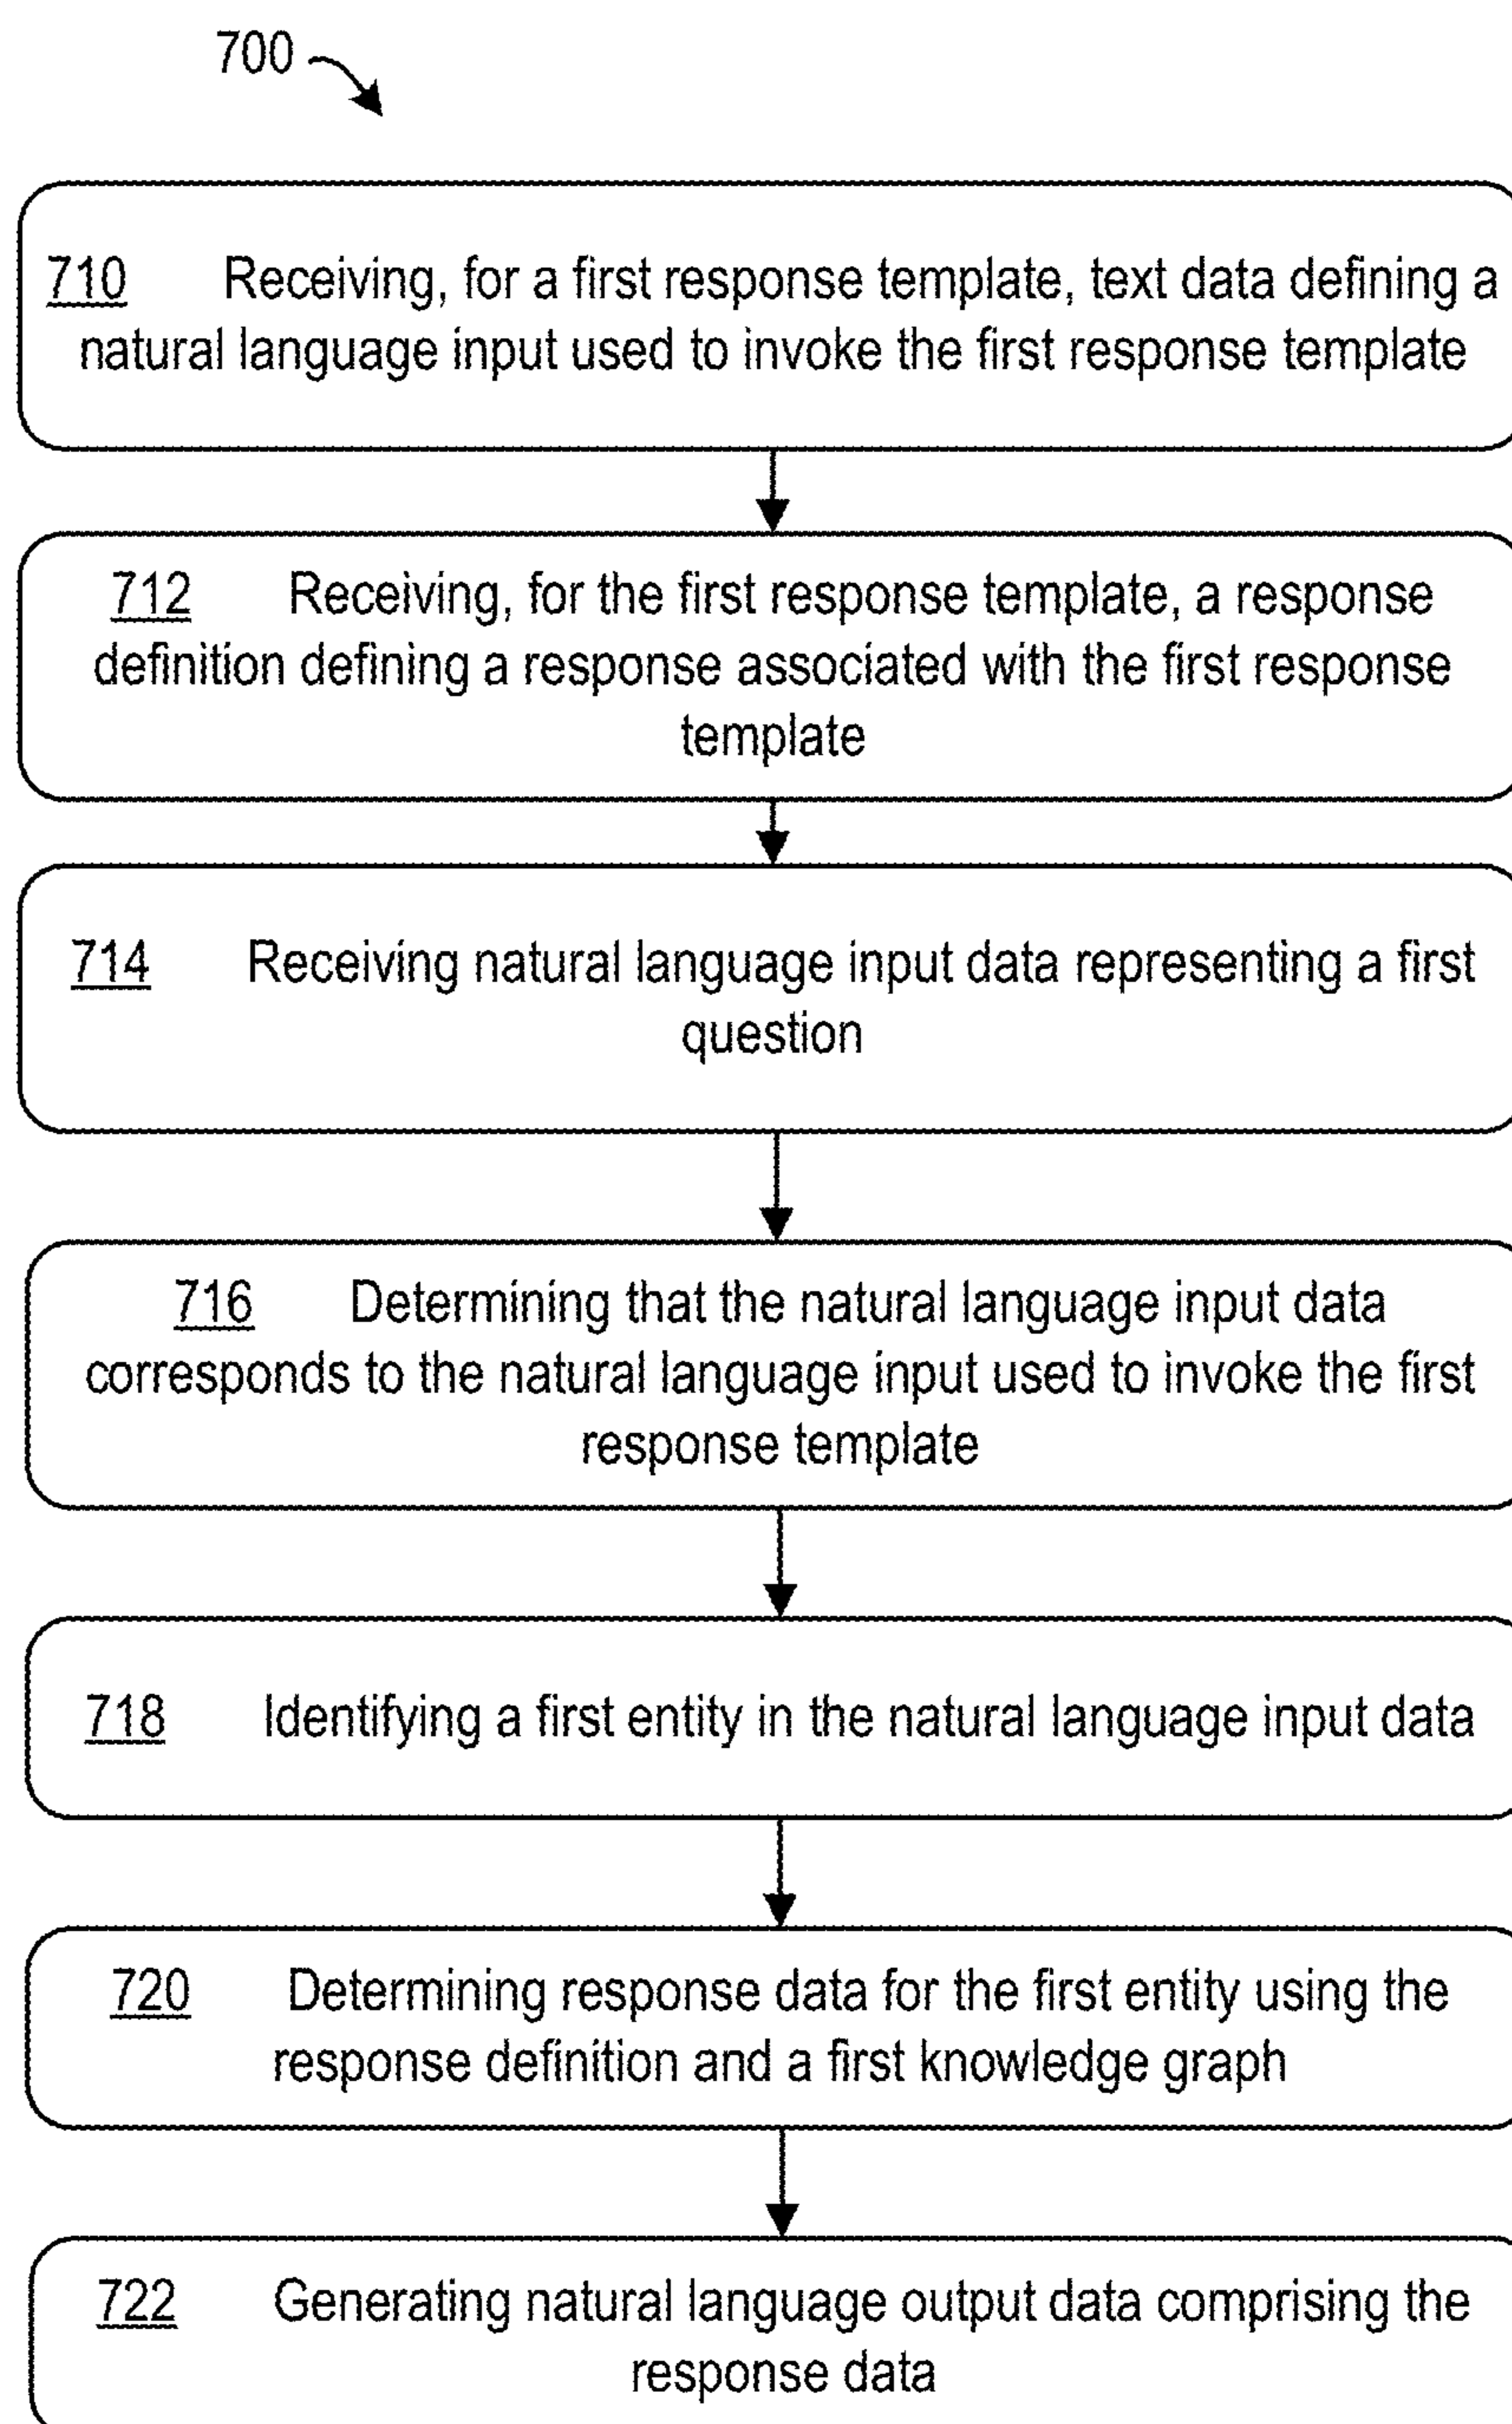 700
710 Receiving, for a first response template, text data defining a
natural language input used to invoke the first response template
712 Receiving, for the first response template, a response
definition defining a response associated with the first response
template
714 Receiving natural language input data representing a first
question
716 Determining that the natural language input data
corresponds to the natural language input used to invoke the first
response template
718 Identifying a first entity in the natural language input data
720 Determining response data for the first entity using the
response definition and a first knowledge graph
722 Generating natural language output data comprising the
response data